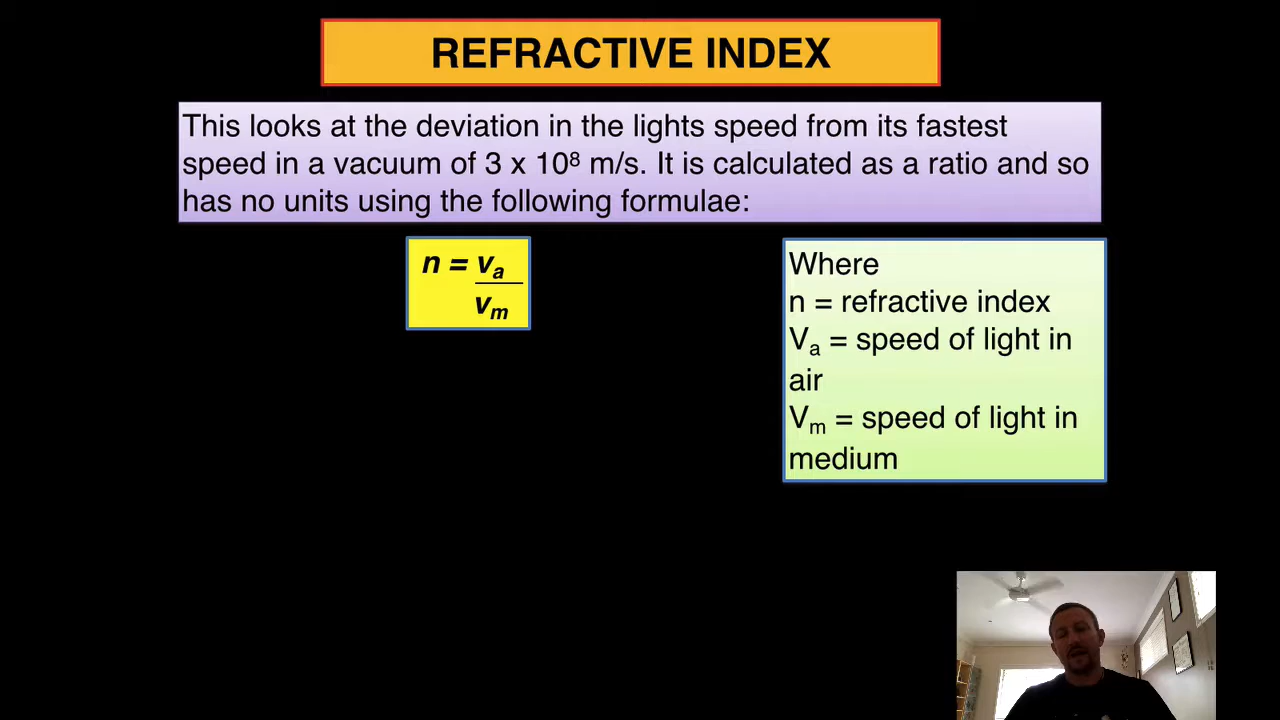 REFRACTIVE INDEX
This looks at the deviation in the lights speed from its fastest
speed in a vacuum of 3 x 10⁸ m/s. It is calculated as a ratio and so
has no units using the following formulae:
n = vₐ
vₘ
Where
n = refractive index
Vₐ = speed of light in
air
Vₘ = speed of light in
medium